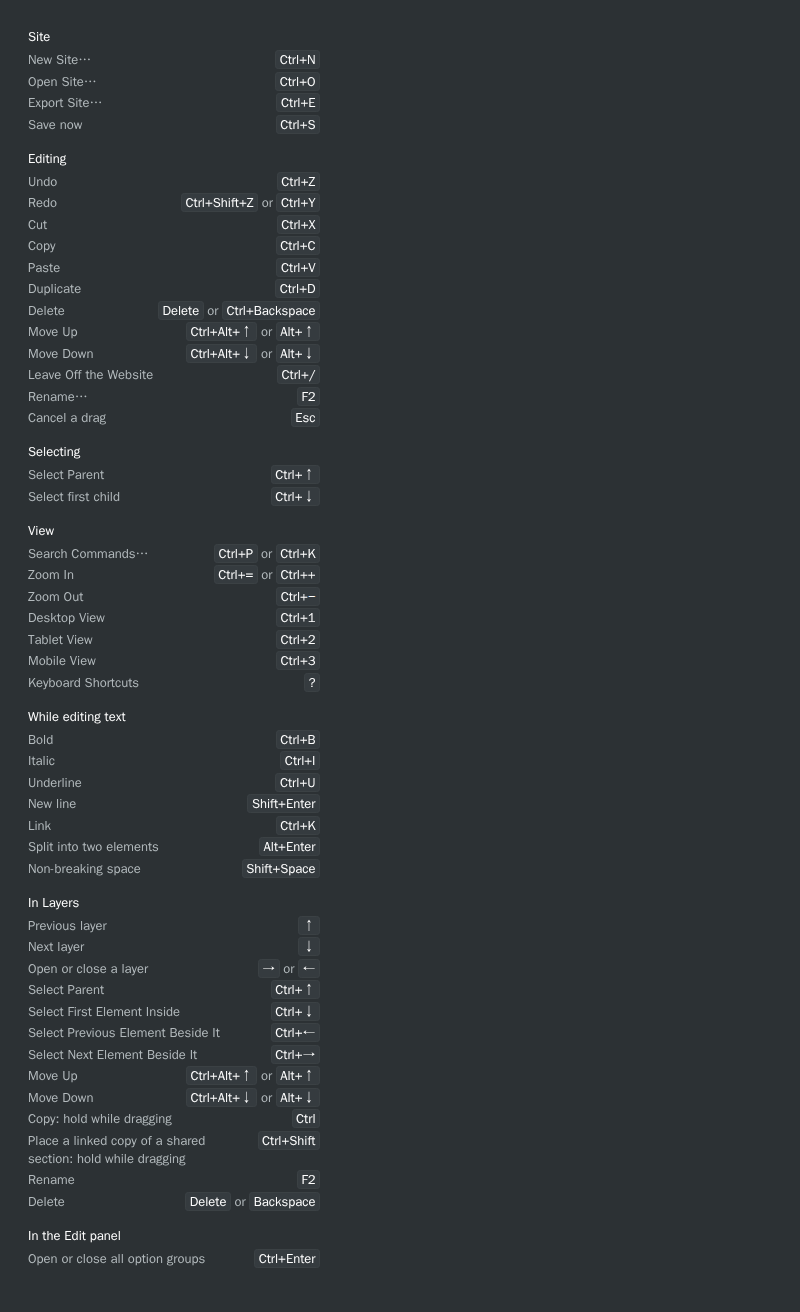 Site
New Site⋯ Ctrl+N
Open Site⋯ Ctrl+O
Export Site⋯ Ctrl+E
Save now Ctrl+S
Editing
Undo Ctrl+Z
Redo Ctrl+Shift+Z or Ctrl+Y
Cut Ctrl+X
Copy Ctrl+C
Paste Ctrl+V
Duplicate Ctrl+D
Delete Delete or Ctrl+Backspace
Move Up Ctrl+Alt+↑ or Alt+↑
Move Down Ctrl+Alt+↓ or Alt+↓
Leave Off the Website Ctrl+/
Rename⋯ F2
Cancel a drag Esc
Selecting
Select Parent Ctrl+↑
Select first child Ctrl+↓
View
Search Commands⋯ Ctrl+P or Ctrl+K
Zoom In Ctrl+= or Ctrl++
Zoom Out Ctrl+−
Desktop View Ctrl+1
Tablet View Ctrl+2
Mobile View Ctrl+3
Keyboard Shortcuts ?
While editing text
Bold Ctrl+B
Italic Ctrl+I
Underline Ctrl+U
New line Shift+Enter
Link Ctrl+K
Split into two elements Alt+Enter
Non-breaking space Shift+Space
In Layers
Previous layer ↑
Next layer ↓
Open or close a layer → or ←
Select Parent Ctrl+↑
Select First Element Inside Ctrl+↓
Select Previous Element Beside It Ctrl+←
Select Next Element Beside It Ctrl+→
Move Up Ctrl+Alt+↑ or Alt+↑
Move Down Ctrl+Alt+↓ or Alt+↓
Copy: hold while dragging Ctrl
Place a linked copy of a shared Ctrl+Shift
section: hold while dragging
Rename F2
Delete Delete or Backspace
In the Edit panel
Open or close all option groups Ctrl+Enter